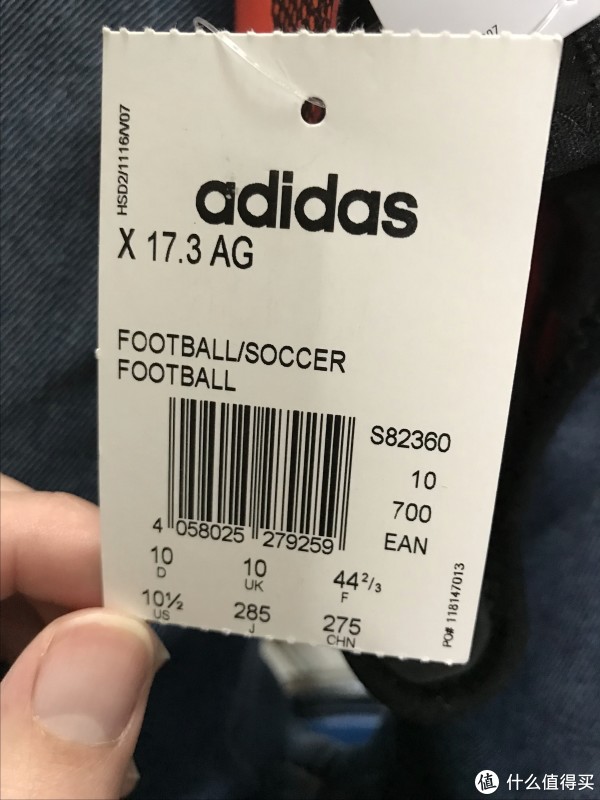 HSD2/1116/V07
adidas
X 17.3 AG
FOOTBALL/SOCCER
FOOTBALL
S82360
10
700
EAN
4 058025 279259
10 10 44 2/3
D UK F
10½ 285 275
US J CHN
PO# 118147013
值 什么值得买